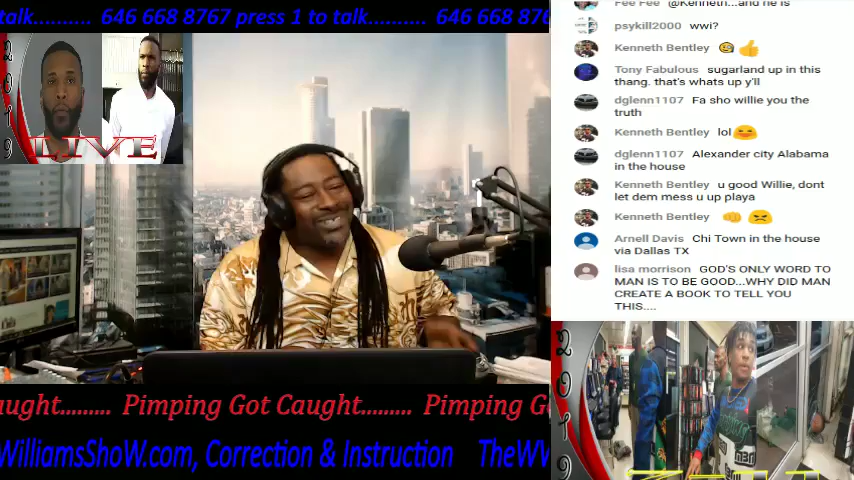 talk.......... 646 668 8767 press 1 to talk.......... 646 668 876
Fee Fee @Kenneth...and he is
psykill2000 wwi?
Kenneth Bentley 🧐👍
Tony Fabulous sugarland up in this
thang. that's whats up y'll
dglenn1107 Fa sho willie you the
truth
Kenneth Bentley lol😄
dglenn1107 Alexander city Alabama
in the house
Kenneth Bentley u good Willie, dont
let dem mess u up playa
Kenneth Bentley 👊😠
Arnell Davis Chi Town in the house
via Dallas TX
lisa morrison GOD'S ONLY WORD TO
MAN IS TO BE GOOD...WHY DID MAN
CREATE A BOOK TO TELL YOU
THIS....
2019
LIVE
aught......... Pimping Got Caught......... Pimping G
WilliamsShoW.com, Correction & Instruction TheW
2019